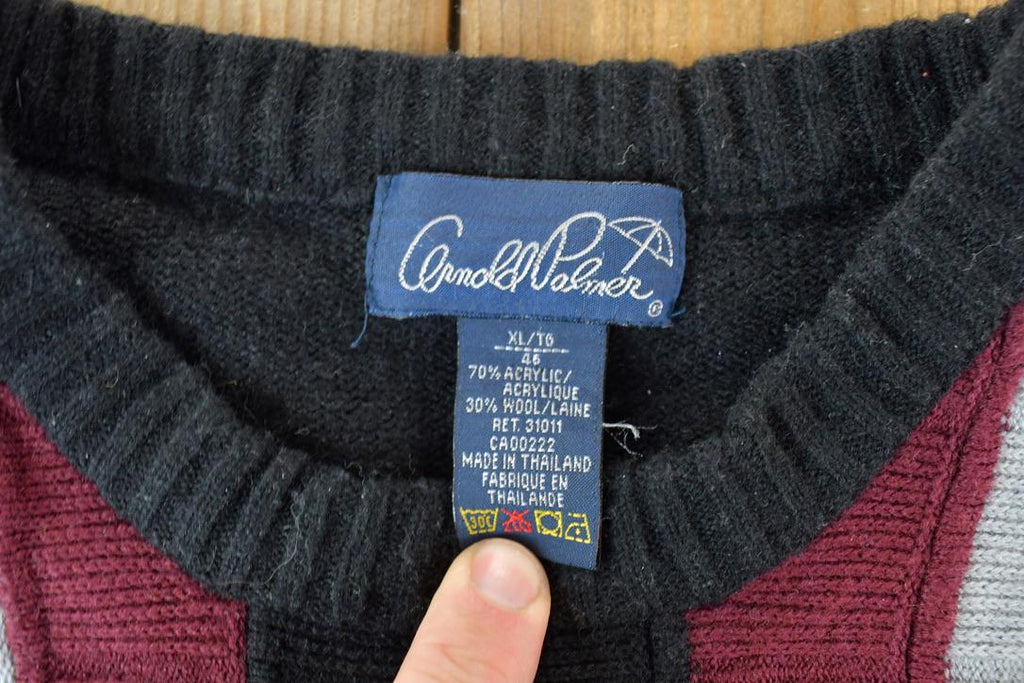 Arnold Palmer
XL/TG
46
70% ACRYLIC/
ACRYLIQUE
30% WOOL/LAINE
RET. 31011
CA00222
MADE IN THAILAND
FABRIQUE EN
THAILANDE
30C